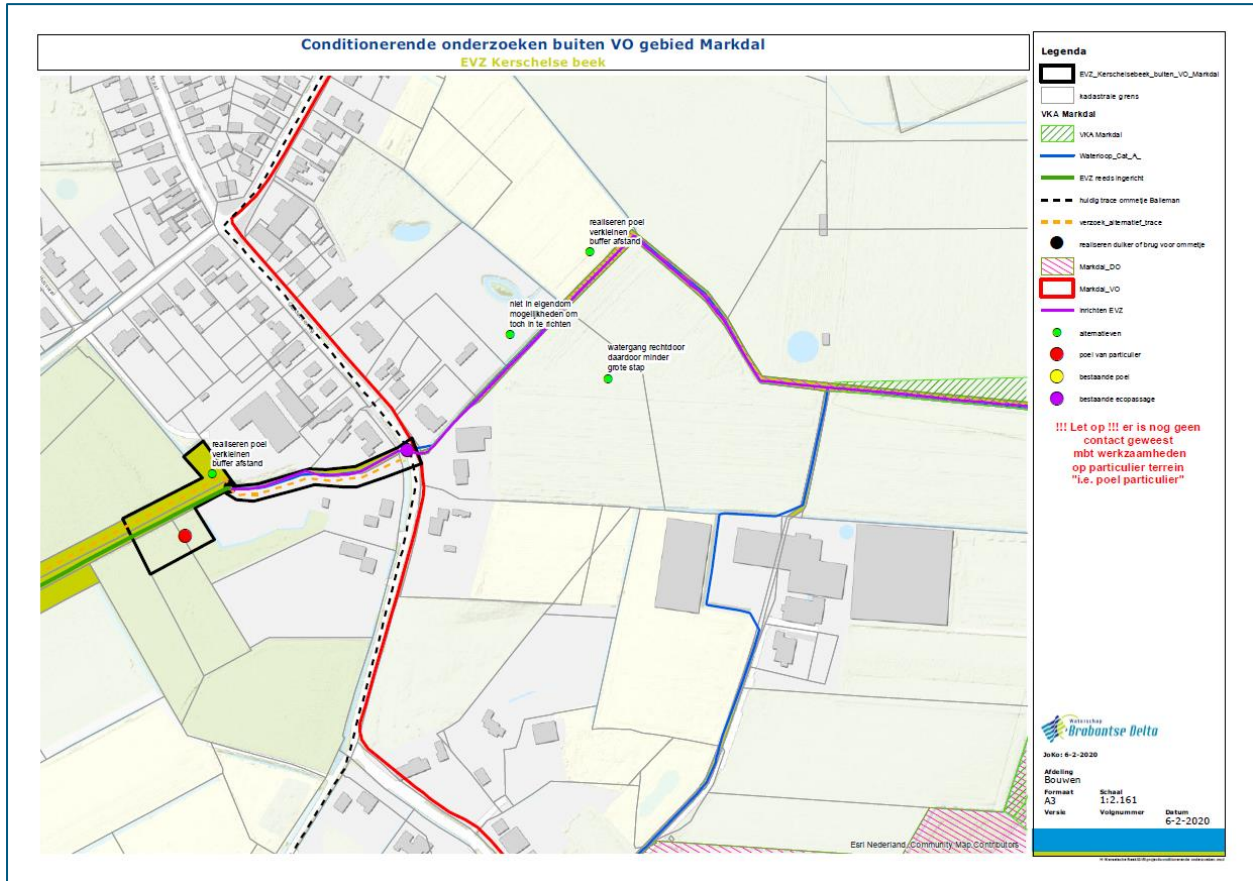 Conditionerende onderzoeken buiten VO gebied Markdal
EVZ Kerschelse beek
realiseren poel
verkleinen
buffer afstand
niet in eigendom
mogelijkheden om
toch in te richten
watergang rechtdoor
daardoor minder
grote stap
realiseren poel
verkleinen
buffer afstand
Esri Nederland, Community Map Contributors
Legenda
EVZ_Kerschelsebeek_buiten_VO_Markdal
kadastrale grens
VKA Markdal
VKA Markdal
Waterloop_Cat_A_
EVZ reeds ingericht
huidig trace ommetje Balleman
verzoek_alternatief_trace
realiseren duiker of brug voor ommetje
Markdal_DO
Markdal_VO
inrichten EVZ
alternatieven
poel van particulier
bestaande poel
bestaande ecopassage
!!! Let op !!! er is nog geen
contact geweest
mbt werkzaamheden
op particulier terrein
"i.e. poel particulier"
Waterschap
Brabantse Delta
JoKo: 6-2-2020
Afdeling
Bouwen
Formaat Schaal
A3 1:2.161
Versie Volgnummer Datum
6-2-2020